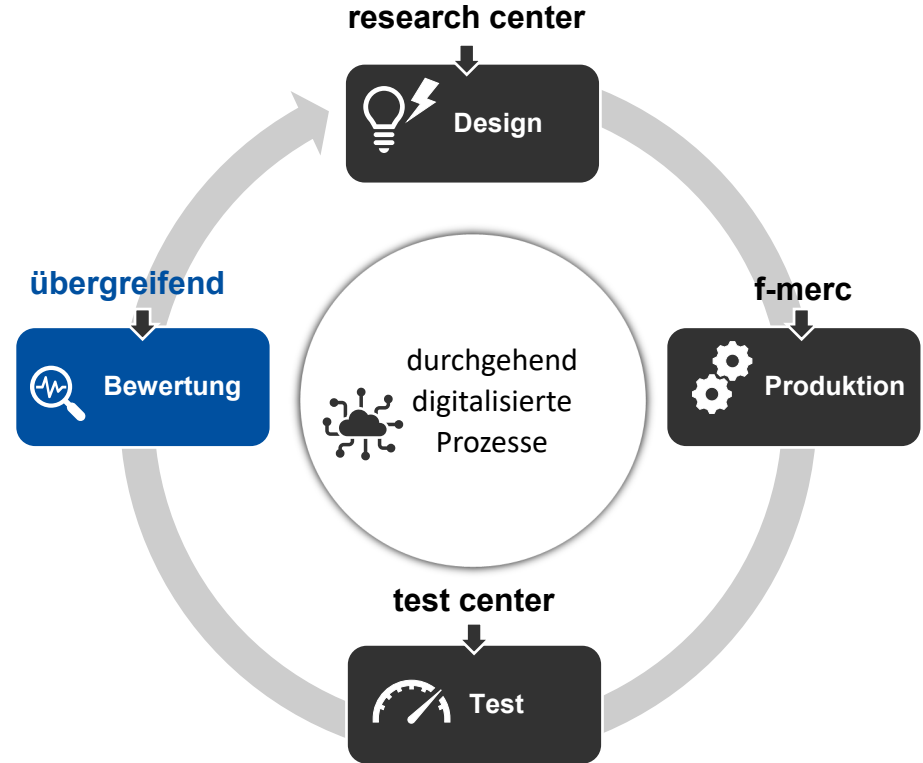 research center
Design
übergreifend
Bewertung
f-merc
Produktion
durchgehend
digitalisierte
Prozesse
test center
Test